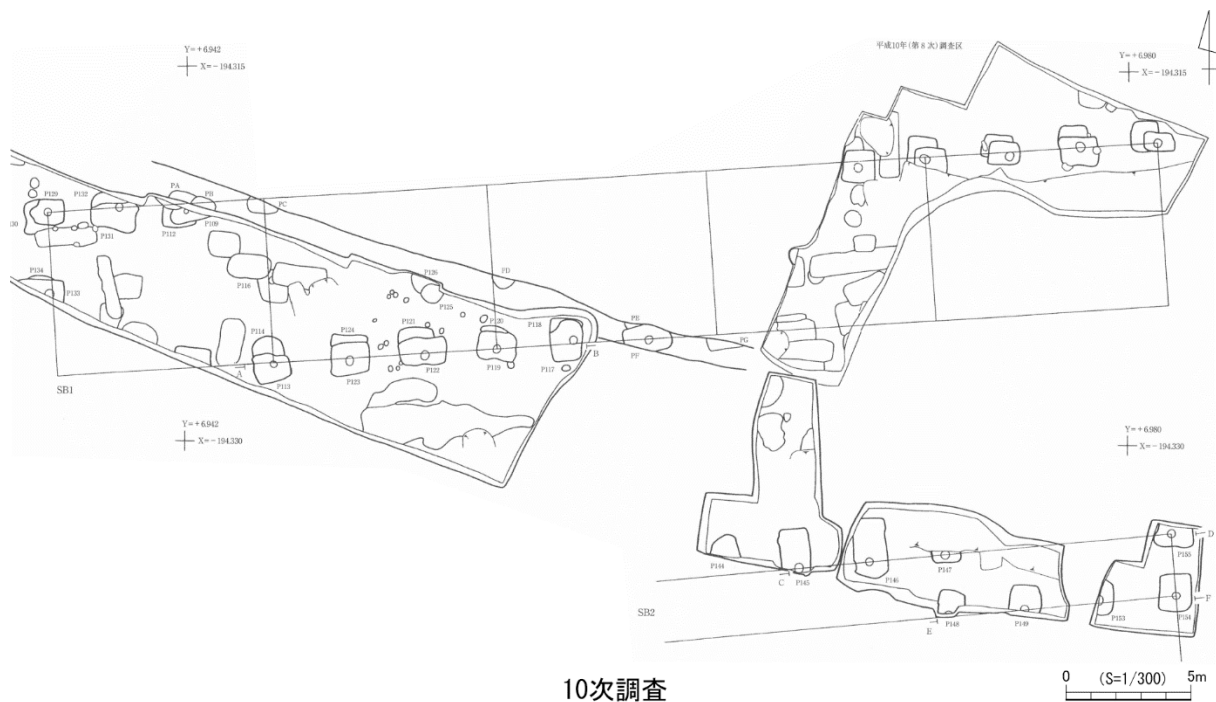 Y=+6.942
X=-194.315
平成10年(第8次)調査区
Y=+6.980
X=-194.315
P129
P132
PA
PB
PC
P130
P131
P112
P109
P134
P133
P116
P126
P125
PD
P114
P124
P121
P120
P118
PE
A
P113
P123
P122
P119
P117
B
PF
PG
SB1
Y=+6.942
X=-194.330
Y=+6.980
X=-194.330
P144
C
P145
P146
P147
P155
D
SB2
E
P148
P149
P153
P154
F
10次調査
0 (S=1/300) 5m